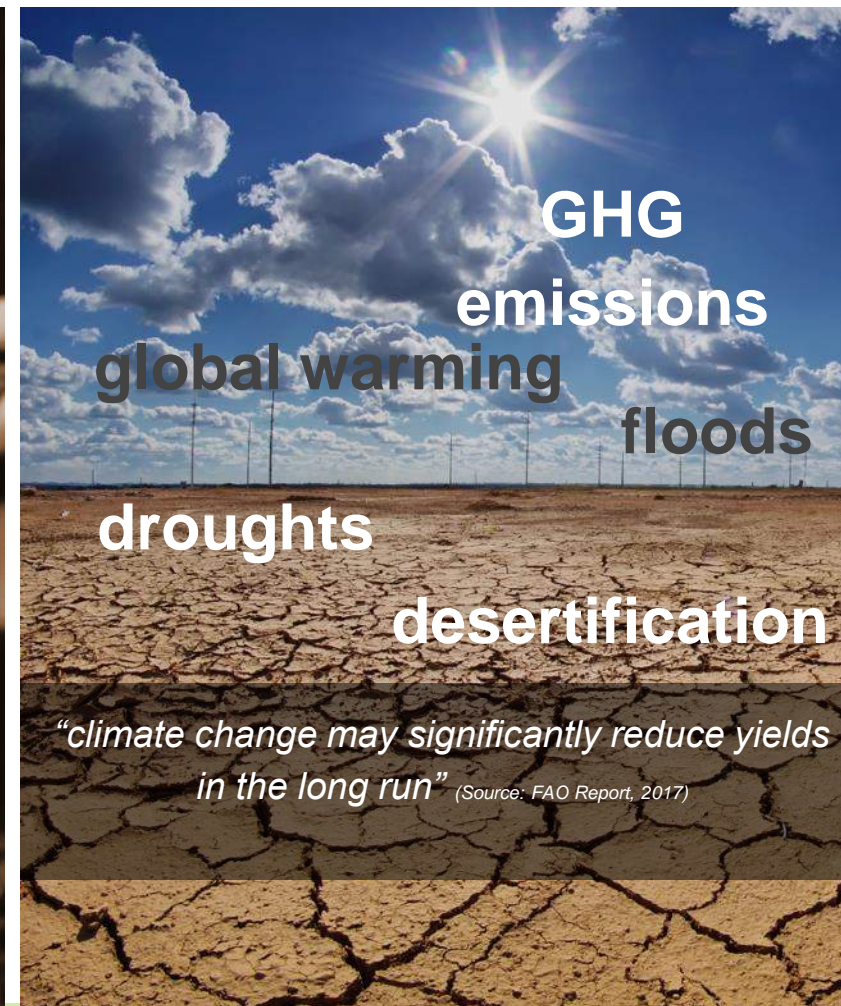 GHG
emissions
global warming
floods
droughts
desertification
“climate change may significantly reduce yields
in the long run” (Source: FAO Report, 2017)